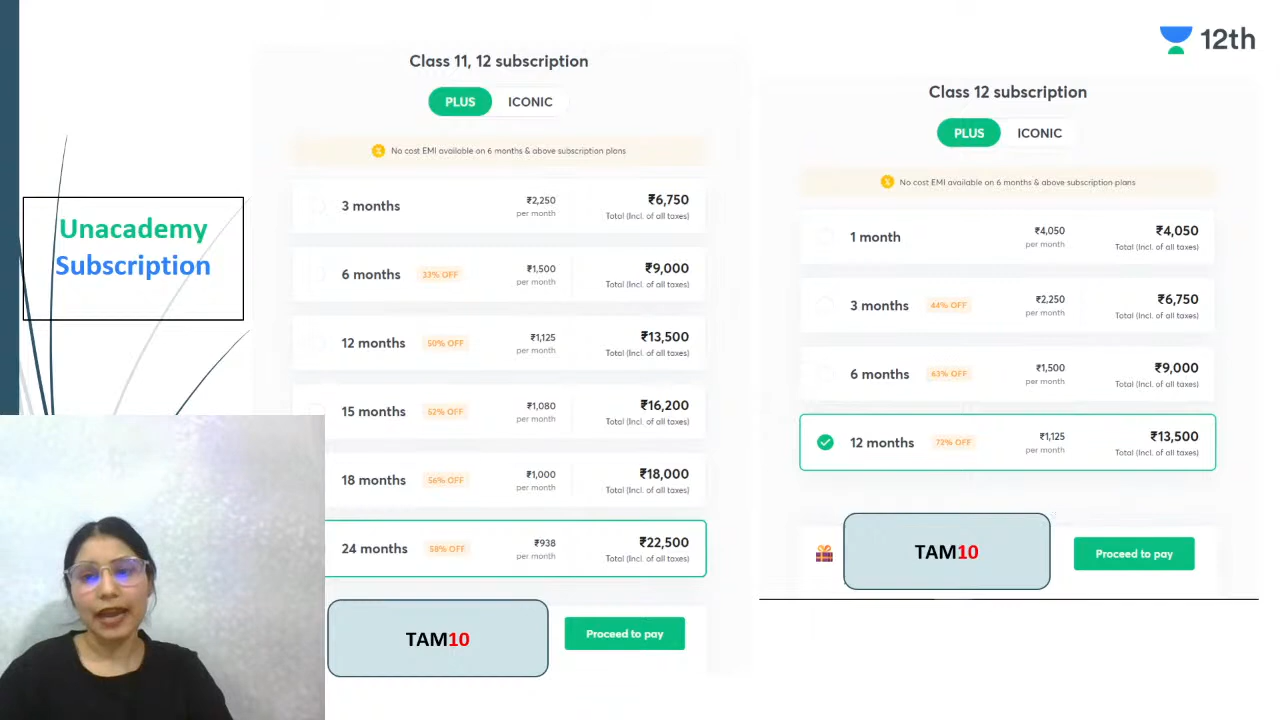 12th
Unacademy
Subscription
Class 11, 12 subscription
PLUS
ICONIC
No cost EMI available on 6 months & above subscription plans
3 months
₹2,250
per month
₹6,750
Total (Incl. of all taxes)
6 months
33% OFF
₹1,500
per month
₹9,000
Total (Incl. of all taxes)
12 months
50% OFF
₹1,125
per month
₹13,500
Total (Incl. of all taxes)
15 months
52% OFF
₹1,080
per month
₹16,200
Total (Incl. of all taxes)
18 months
56% OFF
₹1,000
per month
₹18,000
Total (Incl. of all taxes)
24 months
58% OFF
₹938
per month
₹22,500
Total (Incl. of all taxes)
TAM10
Proceed to pay
Class 12 subscription
PLUS
ICONIC
No cost EMI available on 6 months & above subscription plans
1 month
₹4,050
per month
₹4,050
Total (Incl. of all taxes)
3 months
44% OFF
₹2,250
per month
₹6,750
Total (Incl. of all taxes)
6 months
63% OFF
₹1,500
per month
₹9,000
Total (Incl. of all taxes)
12 months
72% OFF
₹1,125
per month
₹13,500
Total (Incl. of all taxes)
TAM10
Proceed to pay